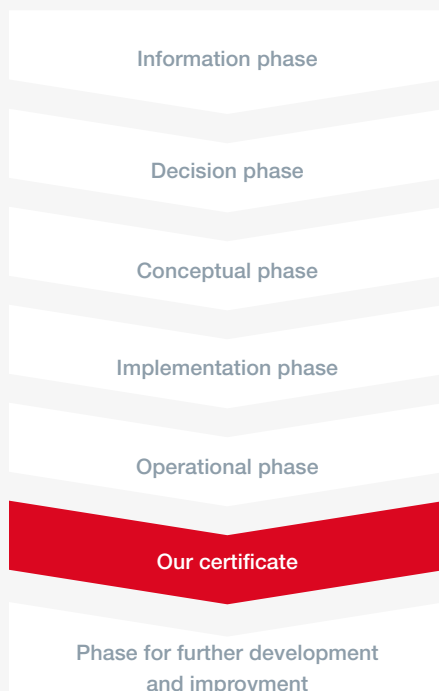 Information phase
Decision phase
Conceptual phase
Implementation phase
Operational phase
Our certificate
Phase for further development
and improvment